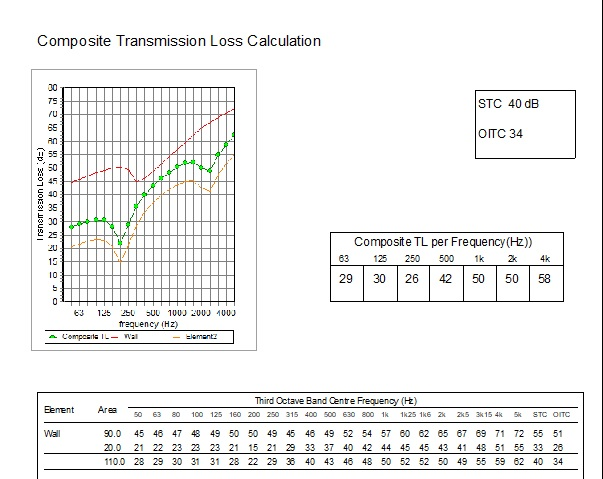 Composite Transmission Loss Calculation
80
75
70
65
60
55
50
45
40
35
30
25
20
15
10
5
0
Transmission Loss (dB)
63 125 250 500 1000 2000 4000
frequency (Hz)
Composite TL Wall Element2
STC 40 dB
OITC 34
Composite TL per Frequency(Hz))
63 125 250 500 1k 2k 4k
29 30 26 42 50 50 58
Third Octave Band Centre Frequency (Hz)
Element Area 50 63 80 100 125 160 200 250 315 400 500 630 800 1k 1k25 1k6 2k 2k5 3k15 4k 5k STC OITC
Wall 90.0 45 46 47 48 49 50 50 49 45 46 49 52 54 57 60 62 65 67 69 71 72 55 51
20.0 21 22 23 23 23 21 15 21 29 33 37 40 42 44 45 45 43 41 48 51 55 33 26
110.0 28 29 30 31 31 28 22 29 36 40 43 46 48 50 52 52 50 49 55 59 62 40 34